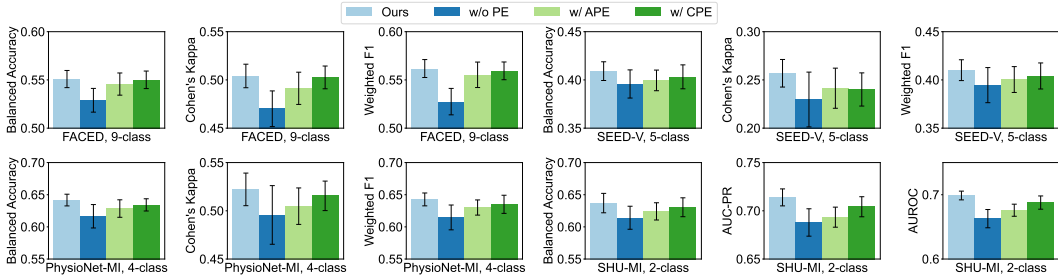 Ours w/o PE w/ APE w/ CPE
Balanced Accuracy
0.60
0.55
0.50
FACED, 9-class
Cohen's Kappa
0.55
0.50
0.45
FACED, 9-class
Weighted F1
0.60
0.55
0.50
FACED, 9-class
Balanced Accuracy
0.45
0.40
0.35
SEED-V, 5-class
Cohen's Kappa
0.30
0.25
0.20
SEED-V, 5-class
Weighted F1
0.45
0.40
0.35
SEED-V, 5-class
Balanced Accuracy
0.70
0.65
0.60
0.55
PhysioNet-MI, 4-class
Cohen's Kappa
0.55
0.50
0.45
PhysioNet-MI, 4-class
Weighted F1
0.70
0.65
0.60
0.55
PhysioNet-MI, 4-class
Balanced Accuracy
0.70
0.65
0.60
0.55
SHU-MI, 2-class
AUC-PR
0.75
0.70
0.65
SHU-MI, 2-class
AUROC
0.7
0.6
SHU-MI, 2-class